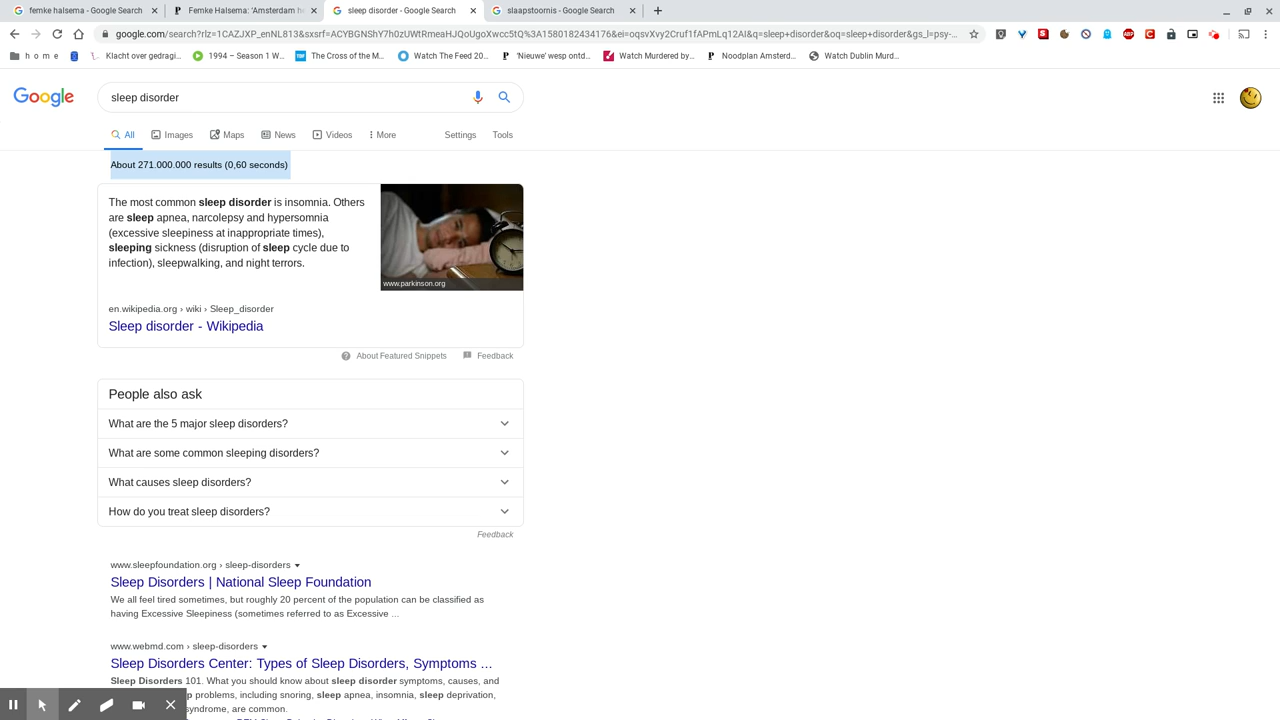 femke halsema - Google Search
Femke Halsema: 'Amsterdam he
sleep disorder - Google Search
slaapstoornis - Google Search
google.com/search?rlz=1CAZJXP_enNL813&sxsrf=ACYBGNShY7h0zUWtRmeaHJQoUgoXwcc5tQ%3A1580182434176&ei=oqsvXvy2Cruf1fAPmLq12AI&q=sleep+disorder&oq=sleep+disorder&gs_l=psy-...
h o m e
Klacht over gedragi...
1994 – Season 1 W...
The Cross of the M...
Watch The Feed 20...
'Nieuwe' wesp ontd...
Watch Murdered by...
Noodplan Amsterd...
Watch Dublin Murd...
Google
sleep disorder
All
Images
Maps
News
Videos
More
Settings
Tools
About 271.000.000 results (0,60 seconds)
The most common sleep disorder is insomnia. Others
are sleep apnea, narcolepsy and hypersomnia
(excessive sleepiness at inappropriate times),
sleeping sickness (disruption of sleep cycle due to
infection), sleepwalking, and night terrors.
www.parkinson.org
en.wikipedia.org › wiki › Sleep_disorder
Sleep disorder - Wikipedia
About Featured Snippets
Feedback
People also ask
What are the 5 major sleep disorders?
What are some common sleeping disorders?
What causes sleep disorders?
How do you treat sleep disorders?
Feedback
www.sleepfoundation.org › sleep-disorders
Sleep Disorders | National Sleep Foundation
We all feel tired sometimes, but roughly 20 percent of the population can be classified as
having Excessive Sleepiness (sometimes referred to as Excessive ...
www.webmd.com › sleep-disorders
Sleep Disorders Center: Types of Sleep Disorders, Symptoms ...
Sleep Disorders 101. What you should know about sleep disorder symptoms, causes, and
problems, including snoring, sleep apnea, insomnia, sleep deprivation,
syndrome, are common.